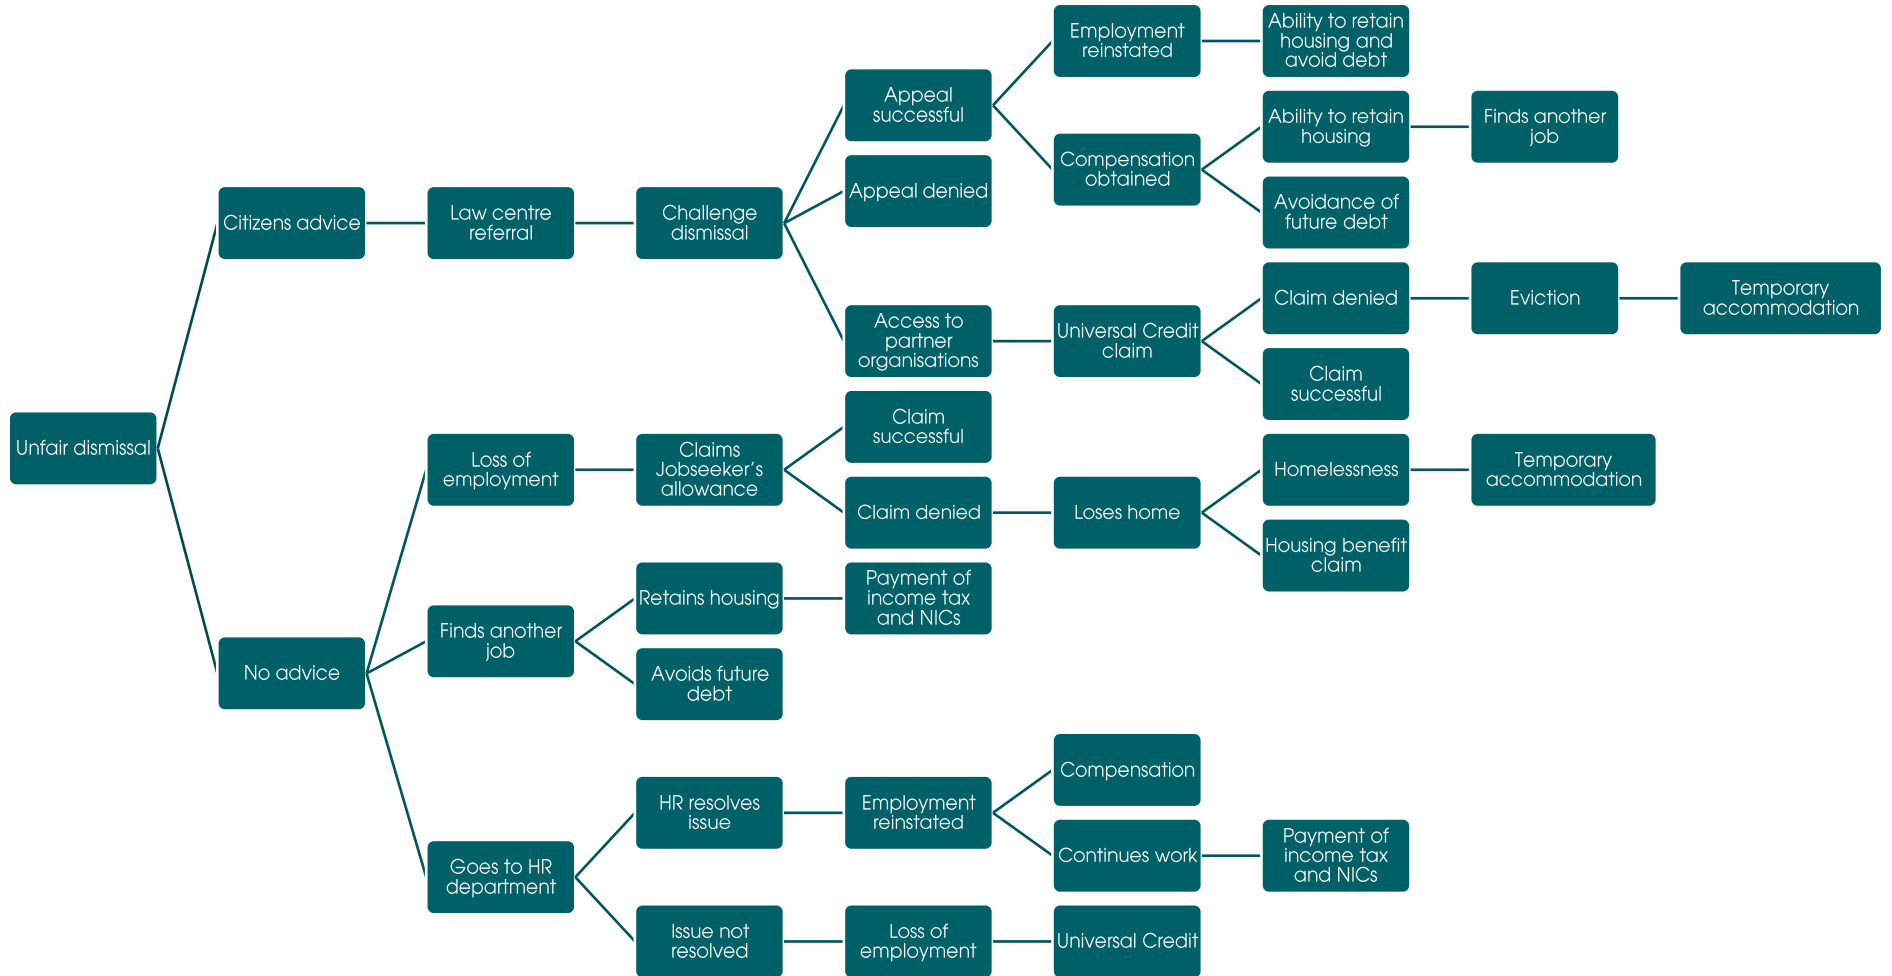 Unfair dismissal
Citizens advice
Law centre
referral
Challenge
dismissal
Appeal
successful
Employment
reinstated
Ability to retain
housing and
avoid debt
Compensation
obtained
Ability to retain
housing
Finds another
job
Avoidance of
future debt
Appeal denied
Access to
partner
organisations
Universal Credit
claim
Claim denied
Eviction
Temporary
accommodation
Claim
successful
No advice
Loss of
employment
Claims
Jobseeker's
allowance
Claim
successful
Claim denied
Loses home
Homelessness
Temporary
accommodation
Housing benefit
claim
Finds another
job
Retains housing
Payment of
income tax
and NICs
Avoids future
debt
Goes to HR
department
HR resolves
issue
Employment
reinstated
Compensation
Continues work
Payment of
income tax
and NICs
Issue not
resolved
Loss of
employment
Universal Credit